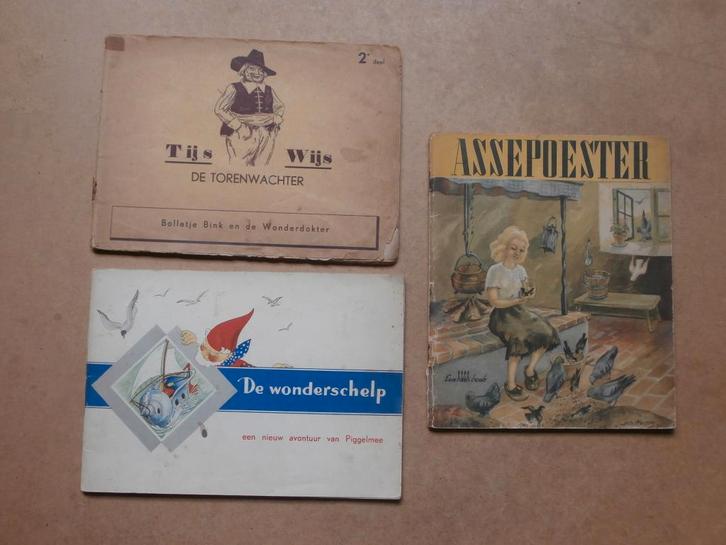 2e deel
Tijs Wijs
DE TORENWACHTER
Bolletje Bink en de Wonderdokter
De wonderschelp
een nieuw avontuur van Piggelmee
ASSEPOESTER